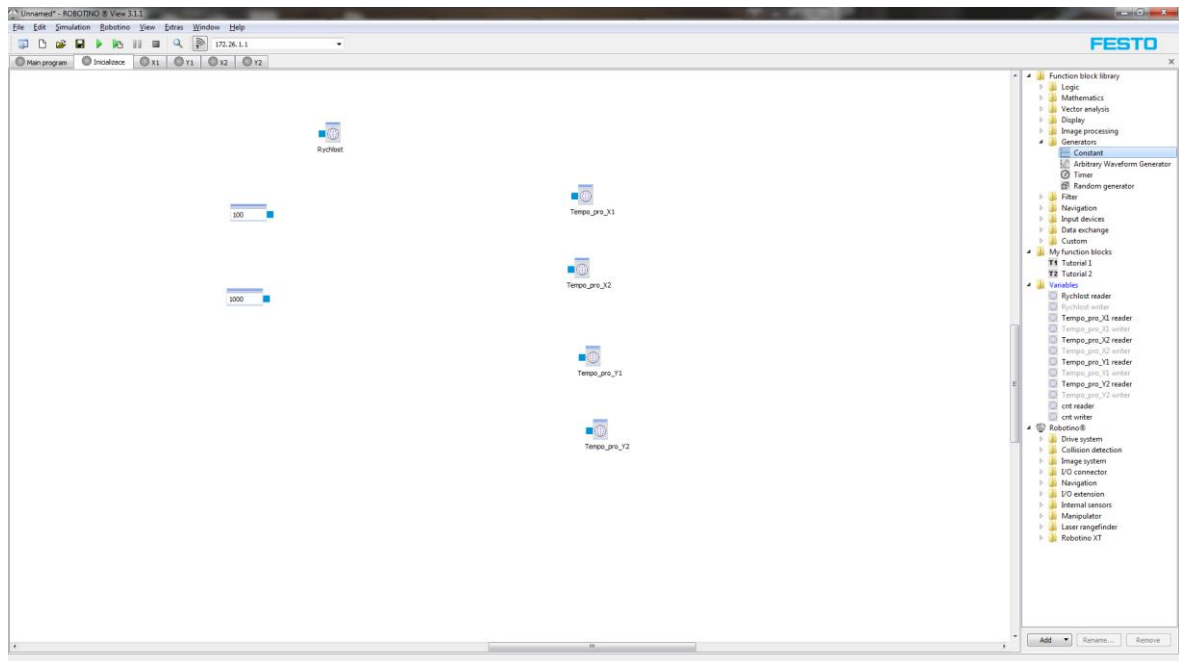 Unnamed* - ROBOTINO ® View 3.1.1
File Edit Simulation Robotino View Extras Window Help
172.26.1.1
FESTO
Main program Inicializace X1 Y1 X2 Y2
Rychlost
100
1000
Tempo_pro_X1
Tempo_pro_X2
Tempo_pro_Y1
Tempo_pro_Y2
Function block library
Logic
Mathematics
Vector analysis
Display
Image processing
Generators
Constant
Arbitrary Waveform Generator
Timer
Random generator
Filter
Navigation
Input devices
Data exchange
Custom
My function blocks
T1 Tutorial 1
T2 Tutorial 2
Variables
Rychlost reader
Rychlost writer
Tempo_pro_X1 reader
Tempo_pro_X1 writer
Tempo_pro_X2 reader
Tempo_pro_X2 writer
Tempo_pro_Y1 reader
Tempo_pro_Y1 writer
Tempo_pro_Y2 reader
Tempo_pro_Y2 writer
cnt reader
cnt writer
Robotino®
Drive system
Collision detection
Image system
I/O connector
Navigation
I/O extension
Internal sensors
Manipulator
Laser rangefinder
Robotino XT
Add Rename... Remove